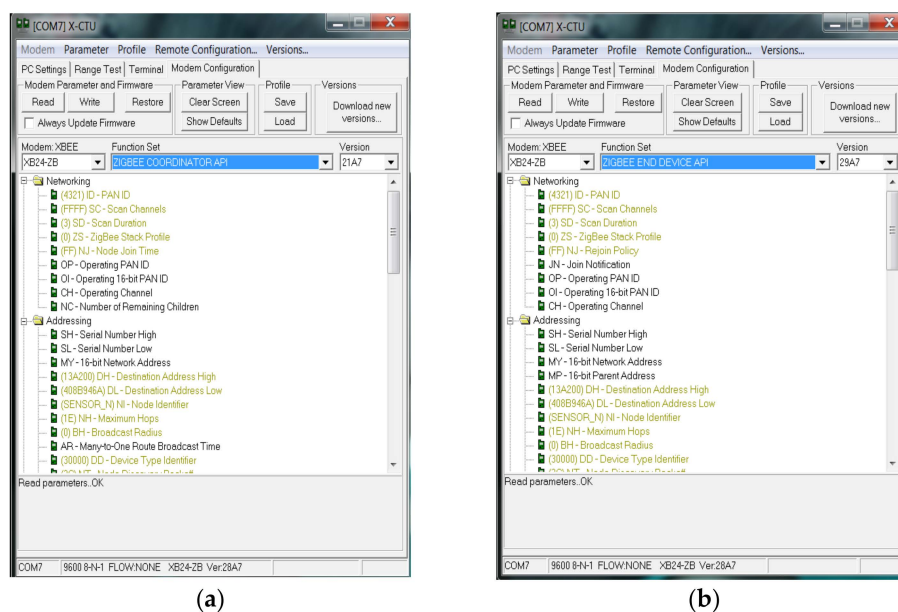 [COM7] X-CTU
Modem Parameter Profile Remote Configuration... Versions...
PC Settings Range Test Terminal Modem Configuration
Modem Parameter and Firmware Parameter View Profile Versions
Read Write Restore Clear Screen Save Download new versions...
Always Update Firmware Show Defaults Load
Modem: XBEE Function Set Version
XB24-ZB ZIGBEE COORDINATOR API 21A7
Networking
(4321) ID - PAN ID
(FFFF) SC - Scan Channels
(3) SD - Scan Duration
(0) ZS - ZigBee Stack Profile
(FF) NJ - Node Join Time
OP - Operating PAN ID
OI - Operating 16-bit PAN ID
CH - Operating Channel
NC - Number of Remaining Children
Addressing
SH - Serial Number High
SL - Serial Number Low
MY - 16-bit Network Address
(13A200) DH - Destination Address High
(408B946A) DL - Destination Address Low
(SENSOR_N) NI - Node Identifier
(1E) NH - Maximum Hops
(0) BH - Broadcast Radius
AR - Many-to-One Route Broadcast Time
(30000) DD - Device Type Identifier
Read parameters..OK
COM7 9600 8-N-1 FLOW:NONE XB24-ZB Ver:28A7
(a)
[COM7] X-CTU
Modem Parameter Profile Remote Configuration... Versions...
PC Settings Range Test Terminal Modem Configuration
Modem Parameter and Firmware Parameter View Profile Versions
Read Write Restore Clear Screen Save Download new versions...
Always Update Firmware Show Defaults Load
Modem: XBEE Function Set Version
XB24-ZB ZIGBEE END DEVICE API 29A7
Networking
(4321) ID - PAN ID
(FFFF) SC - Scan Channels
(3) SD - Scan Duration
(0) ZS - ZigBee Stack Profile
(FF) NJ - Rejoin Policy
JN - Join Notification
OP - Operating PAN ID
OI - Operating 16-bit PAN ID
CH - Operating Channel
Addressing
SH - Serial Number High
SL - Serial Number Low
MY - 16-bit Network Address
MP - 16-bit Parent Address
(13A200) DH - Destination Address High
(408B946A) DL - Destination Address Low
(SENSOR_N) NI - Node Identifier
(1E) NH - Maximum Hops
(0) BH - Broadcast Radius
(30000) DD - Device Type Identifier
Read parameters..OK
COM7 9600 8-N-1 FLOW:NONE XB24-ZB Ver:28A7
(b)